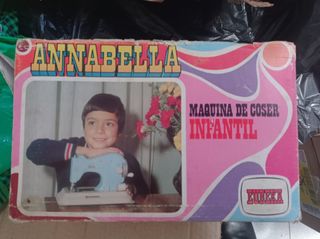 ANNABELLA
MAQUINA DE COSER
INFANTIL
EUREKA